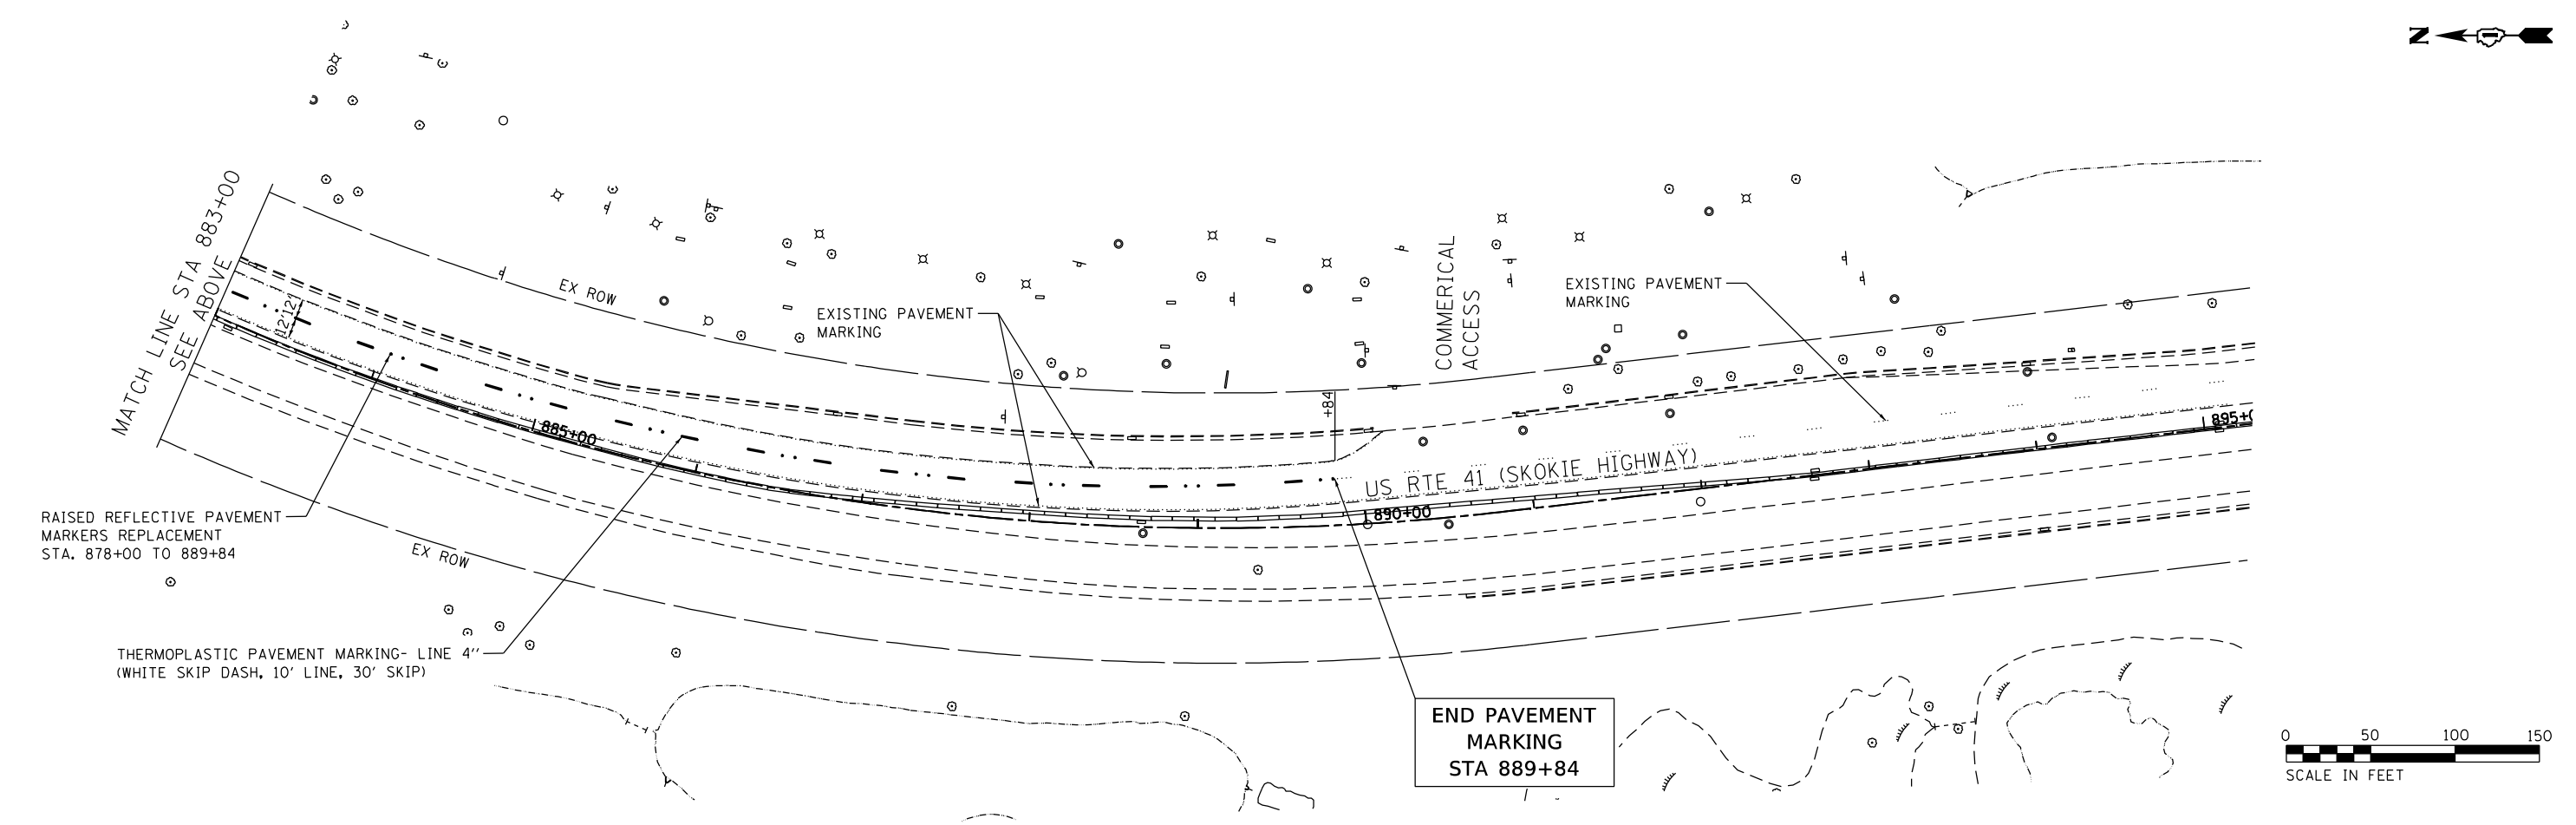 N
MATCH LINE STA 883+00
SEE ABOVE
12'
12'
EX ROW
EXISTING PAVEMENT
MARKING
+84
COMMERICAL
ACCESS
EXISTING PAVEMENT
MARKING
885+00
890+00
895+0
US RTE 41 (SKOKIE HIGHWAY)
RAISED REFLECTIVE PAVEMENT
MARKERS REPLACEMENT
STA. 878+00 TO 889+84
EX ROW
THERMOPLASTIC PAVEMENT MARKING- LINE 4"
(WHITE SKIP DASH, 10' LINE, 30' SKIP)
END PAVEMENT
MARKING
STA 889+84
0 50 100 150
SCALE IN FEET